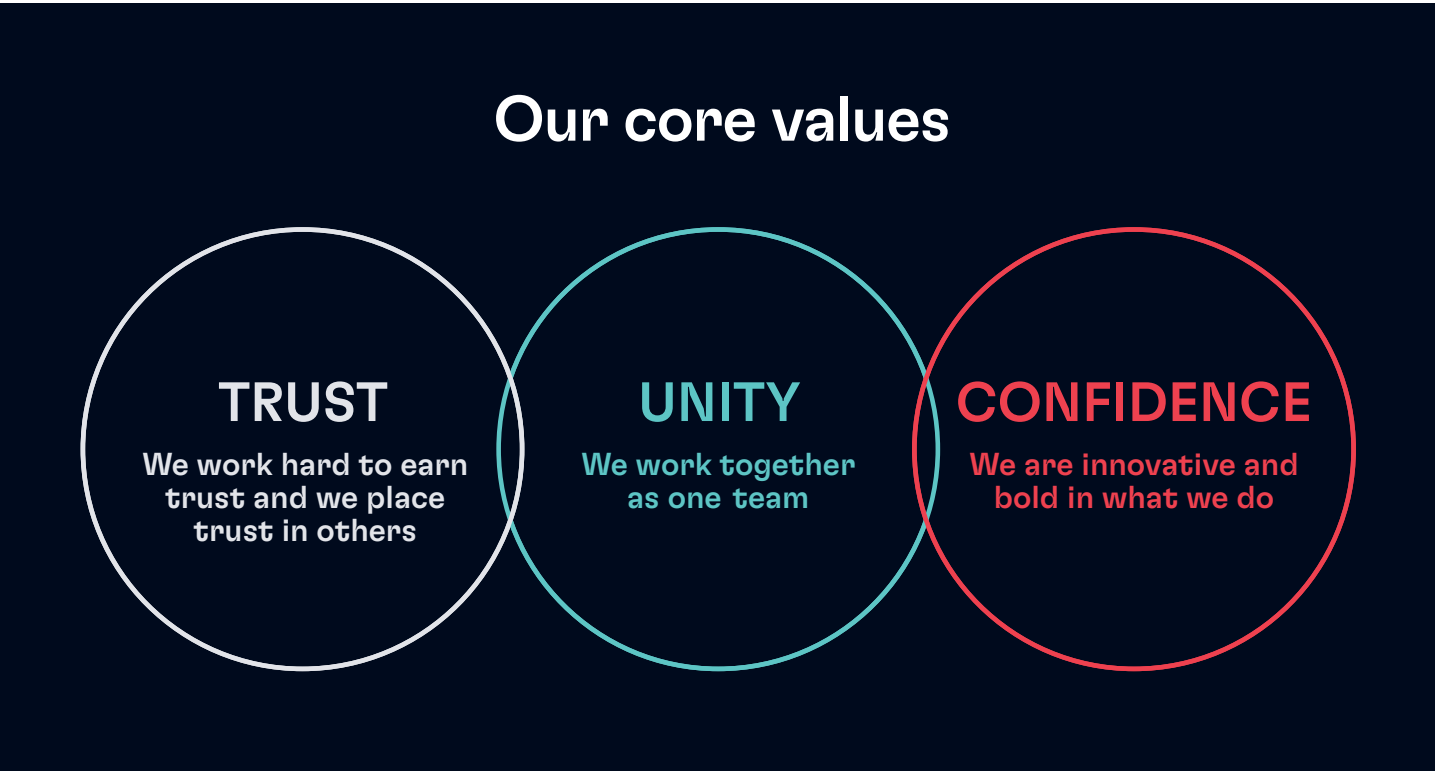 Our core values
TRUST
We work hard to earn
trust and we place
trust in others
UNITY
We work together
as one team
CONFIDENCE
We are innovative and
bold in what we do